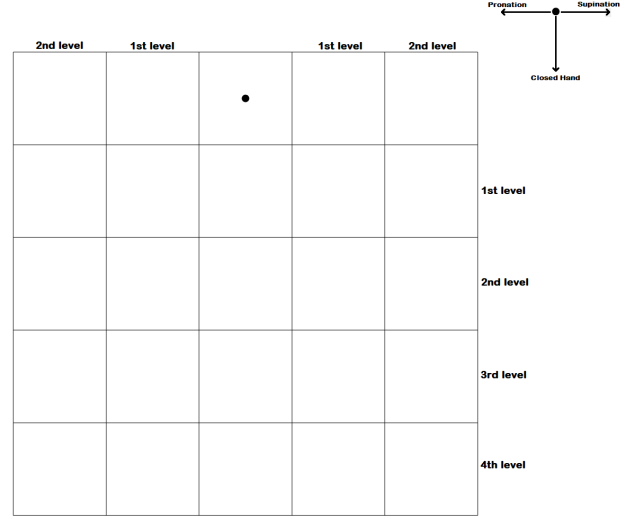 Pronation Supination
Closed Hand
2nd level 1st level 1st level 2nd level
1st level
2nd level
3rd level
4th level